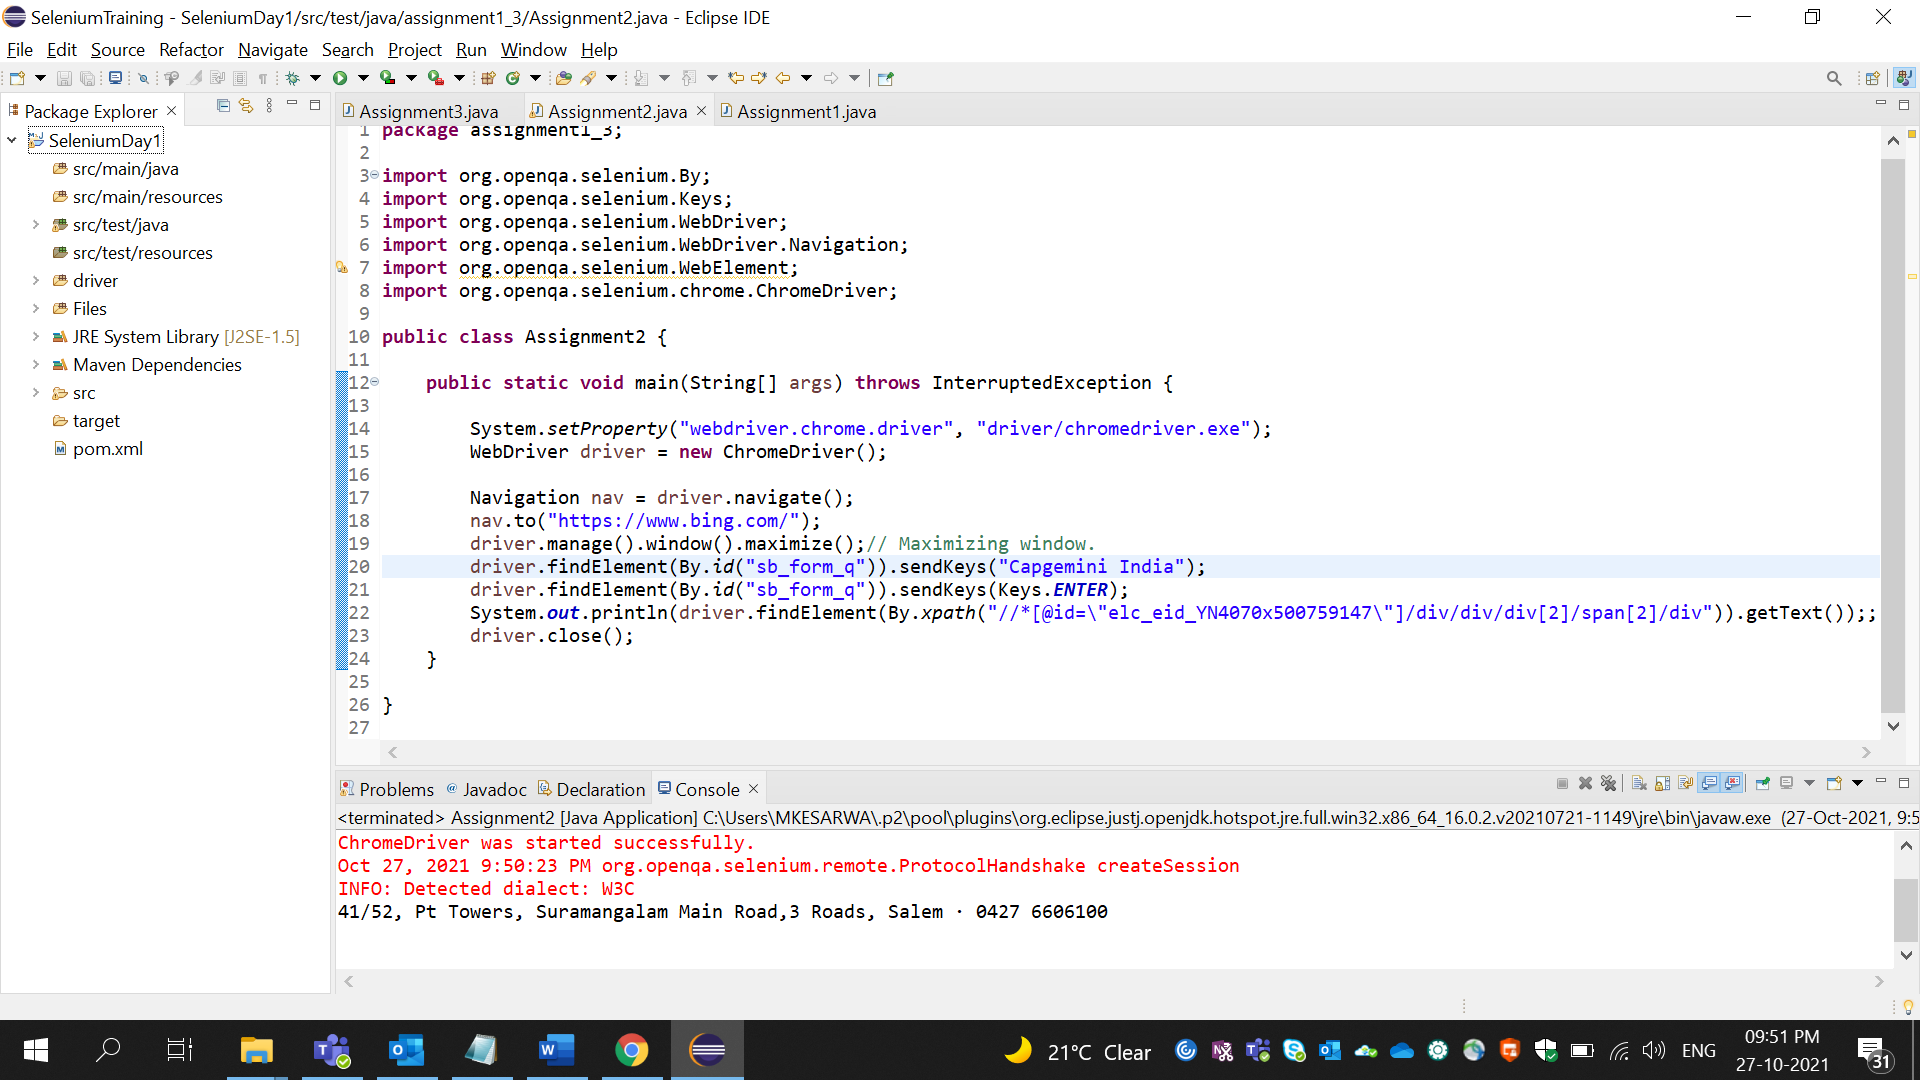 SeleniumTraining - SeleniumDay1/src/test/java/assignment1_3/Assignment2.java - Eclipse IDE
File Edit Source Refactor Navigate Search Project Run Window Help
Package Explorer
SeleniumDay1
src/main/java
src/main/resources
src/test/java
src/test/resources
driver
Files
JRE System Library [J2SE-1.5]
Maven Dependencies
src
target
pom.xml
Assignment3.java Assignment2.java Assignment1.java
1 package assignment1_3;
2
3 import org.openqa.selenium.By;
4 import org.openqa.selenium.Keys;
5 import org.openqa.selenium.WebDriver;
6 import org.openqa.selenium.WebDriver.Navigation;
7 import org.openqa.selenium.WebElement;
8 import org.openqa.selenium.chrome.ChromeDriver;
9
10 public class Assignment2 {
11
12 public static void main(String[] args) throws InterruptedException {
13
14 System.setProperty("webdriver.chrome.driver", "driver/chromedriver.exe");
15 WebDriver driver = new ChromeDriver();
16
17 Navigation nav = driver.navigate();
18 nav.to("https://www.bing.com/");
19 driver.manage().window().maximize();// Maximizing window.
20 driver.findElement(By.id("sb_form_q")).sendKeys("Capgemini India");
21 driver.findElement(By.id("sb_form_q")).sendKeys(Keys.ENTER);
22 System.out.println(driver.findElement(By.xpath("//*[@id=\"elc_eid_YN4070x500759147\"]/div/div/div[2]/span[2]/div")).getText());;
23 driver.close();
24 }
25
26 }
27
Problems Javadoc Declaration Console
<terminated> Assignment2 [Java Application] C:\Users\MKESARWA\.p2\pool\plugins\org.eclipse.justj.openjdk.hotspot.jre.full.win32.x86_64_16.0.2.v20210721-1149\jre\bin\javaw.exe (27-Oct-2021, 9:5
ChromeDriver was started successfully.
Oct 27, 2021 9:50:23 PM org.openqa.selenium.remote.ProtocolHandshake createSession
INFO: Detected dialect: W3C
41/52, Pt Towers, Suramangalam Main Road,3 Roads, Salem · 0427 6606100
21°C Clear
ENG
09:51 PM
27-10-2021
31